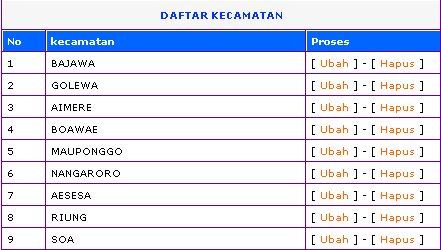 DAFTAR KECAMATAN
No kecamatan Proses
1 BAJAWA [ Ubah ] - [ Hapus ]
2 GOLEWA [ Ubah ] - [ Hapus ]
3 AIMERE [ Ubah ] - [ Hapus ]
4 BOAWAE [ Ubah ] - [ Hapus ]
5 MAUPONGGO [ Ubah ] - [ Hapus ]
6 NANGARORO [ Ubah ] - [ Hapus ]
7 AESESA [ Ubah ] - [ Hapus ]
8 RIUNG [ Ubah ] - [ Hapus ]
9 SOA [ Ubah ] - [ Hapus ]